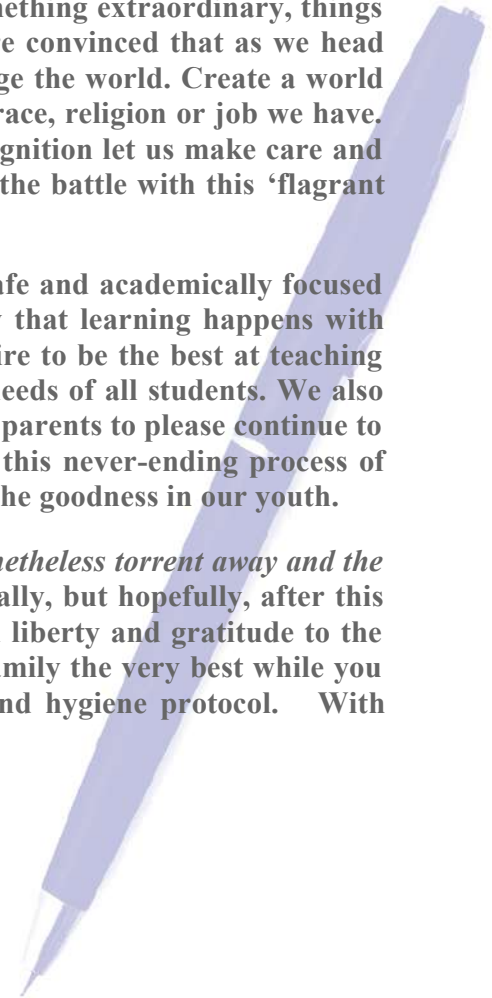 mething extraordinary, things
re convinced that as we head
ge the world. Create a world
race, religion or job we have.
gnition let us make care and
the battle with this ‘flagrant
afe and academically focused
y that learning happens with
ire to be the best at teaching
needs of all students. We also
parents to please continue to
this never-ending process of
he goodness in our youth.
netheless torrent away and the
ally, but hopefully, after this
liberty and gratitude to the
amily the very best while you
nd hygiene protocol. With